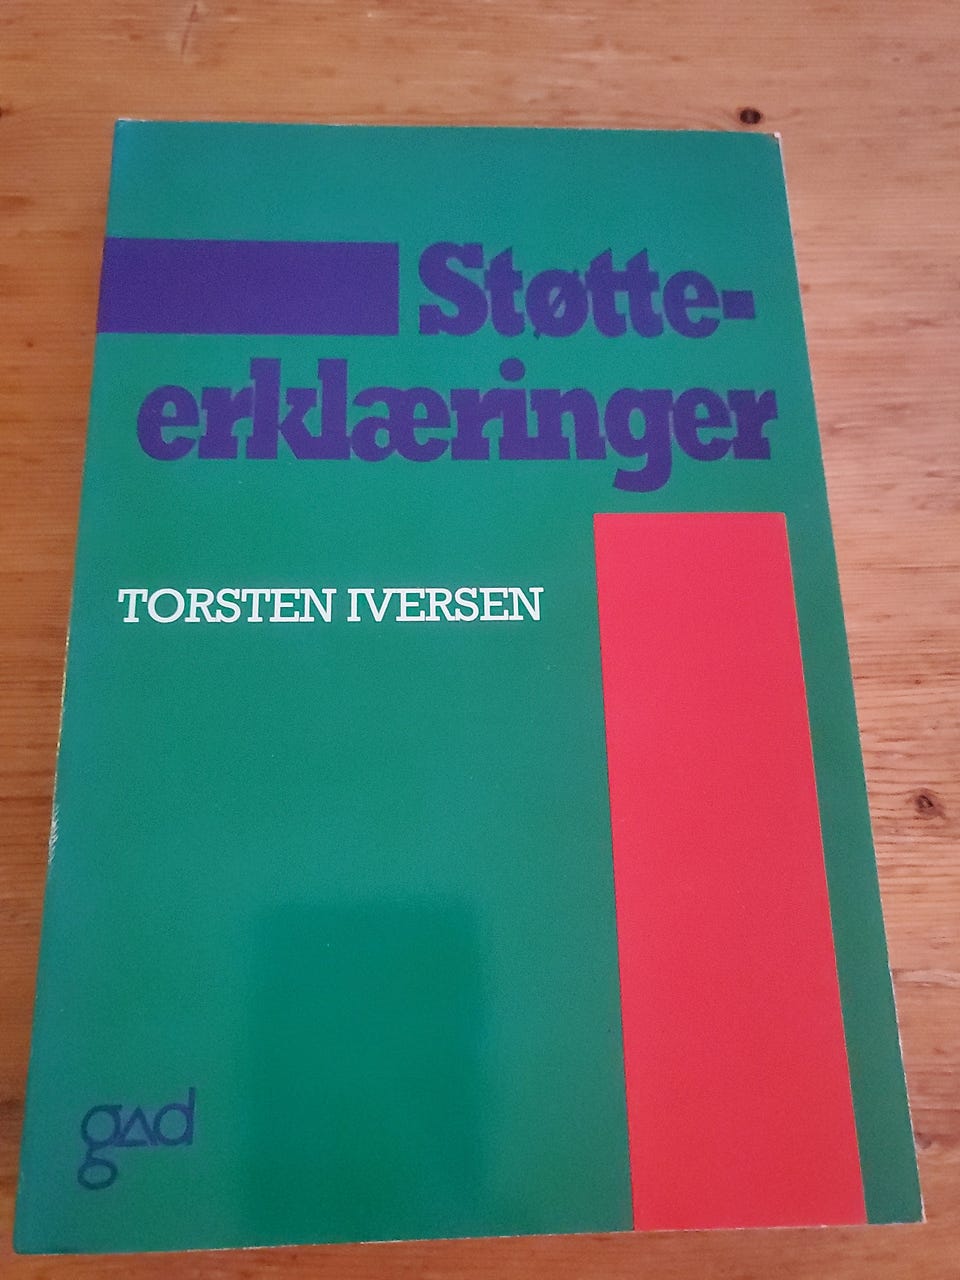 Støtte-
erklæringer
TORSTEN IVERSEN
gad